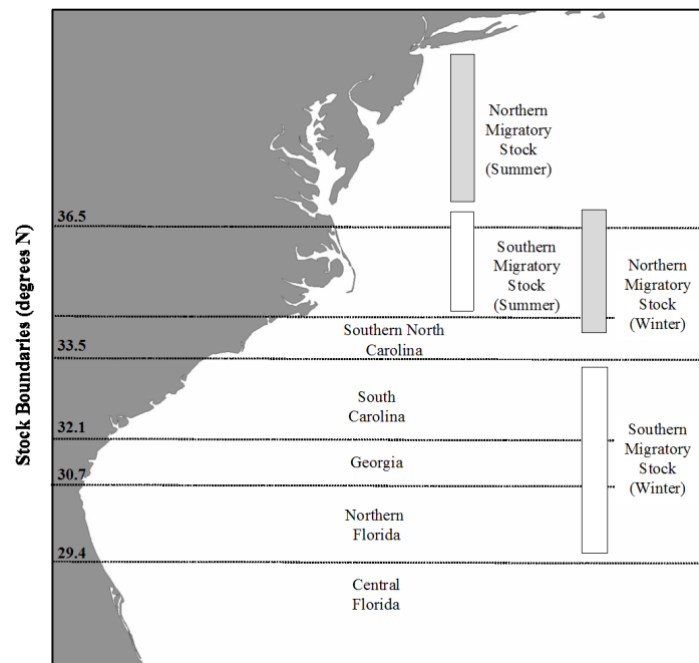 Stock Boundaries (degrees N)
Northern
Migratory
Stock
(Summer)
36.5
Southern
Migratory
Stock
(Summer)
Northern
Migratory
Stock
(Winter)
Southern North
Carolina
33.5
South
Carolina
Southern
Migratory
Stock
(Winter)
32.1
Georgia
30.7
Northern
Florida
29.4
Central
Florida